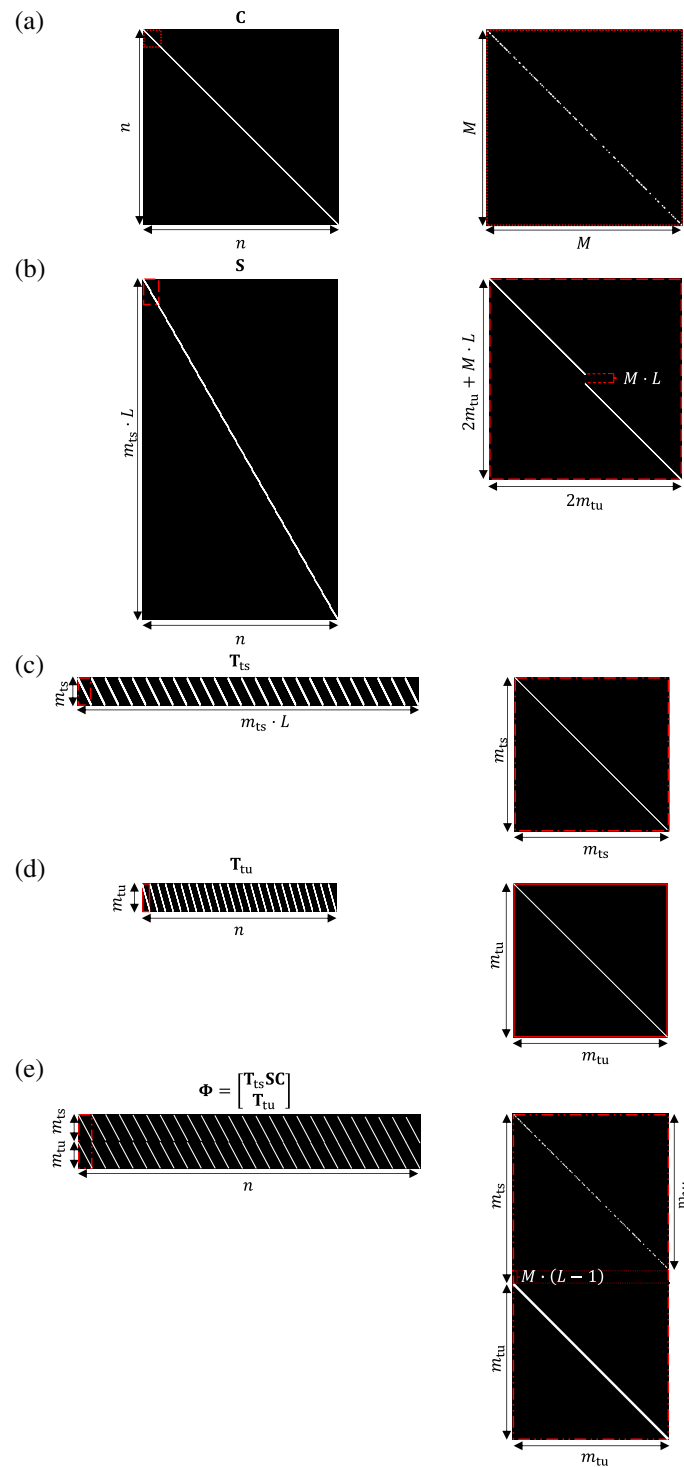 (a)
C
n
n
M
M
(b)
S
m_ts · L
n
2m_tu + M · L
M · L
2m_tu
(c)
T_ts
m_ts
m_ts · L
m_ts
m_ts
(d)
T_tu
m_tu
n
m_tu
m_tu
(e)
Φ = [T_ts SC
T_tu]
m_ts
m_tu
n
m_ts
M · (L − 1)
m_tu
m_tu